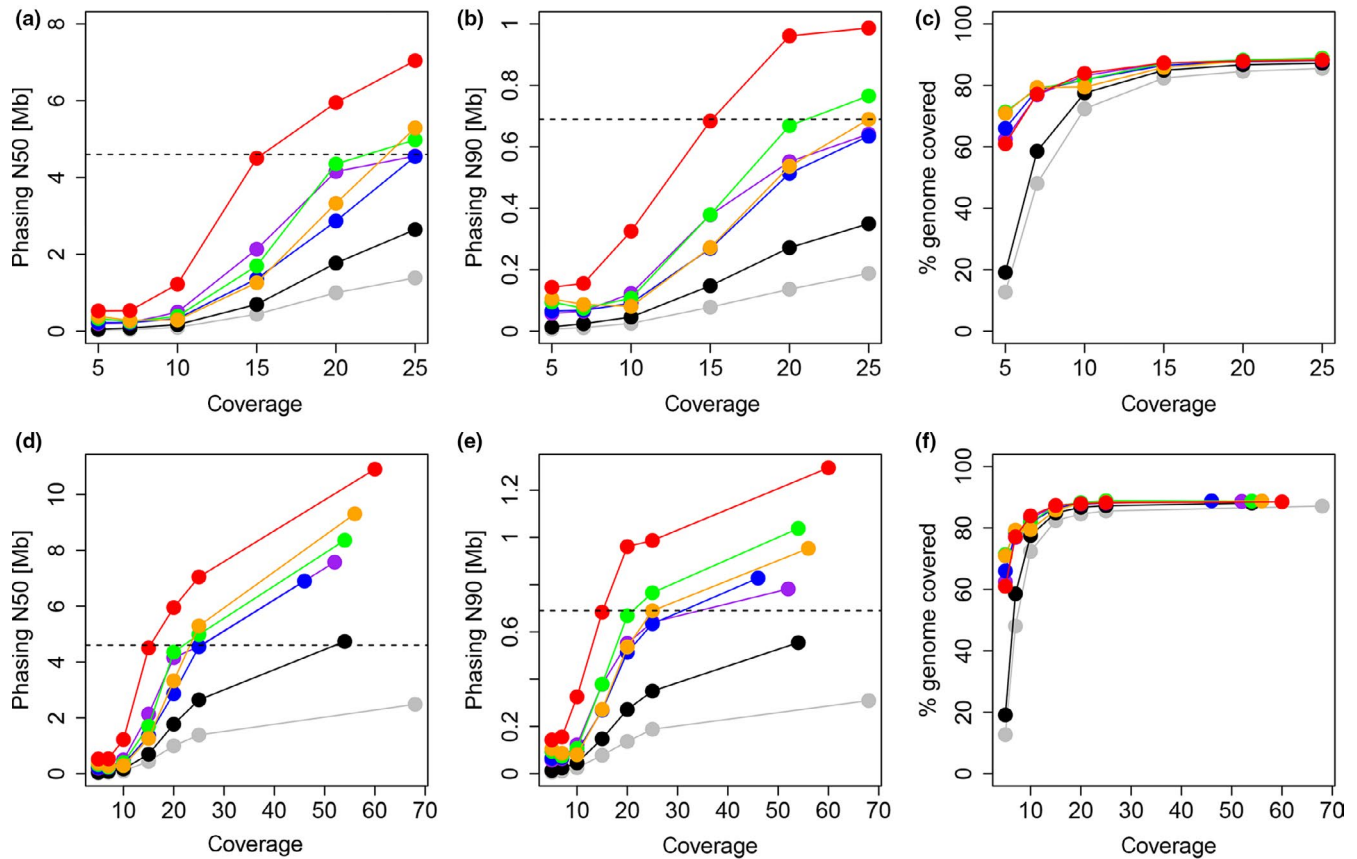 (a)
Phasing N50 [Mb]
0 2 4 6 8
5 10 15 20 25
Coverage
(b)
Phasing N90 [Mb]
0 0.2 0.4 0.6 0.8 1
5 10 15 20 25
Coverage
(c)
% genome covered
0 20 40 60 80 100
5 10 15 20 25
Coverage
(d)
Phasing N50 [Mb]
0 2 4 6 8 10
10 20 30 40 50 60 70
Coverage
(e)
Phasing N90 [Mb]
0 0.2 0.6 1 1.2
10 20 30 40 50 60 70
Coverage
(f)
% genome covered
0 20 40 60 80 100
10 20 30 40 50 60 70
Coverage